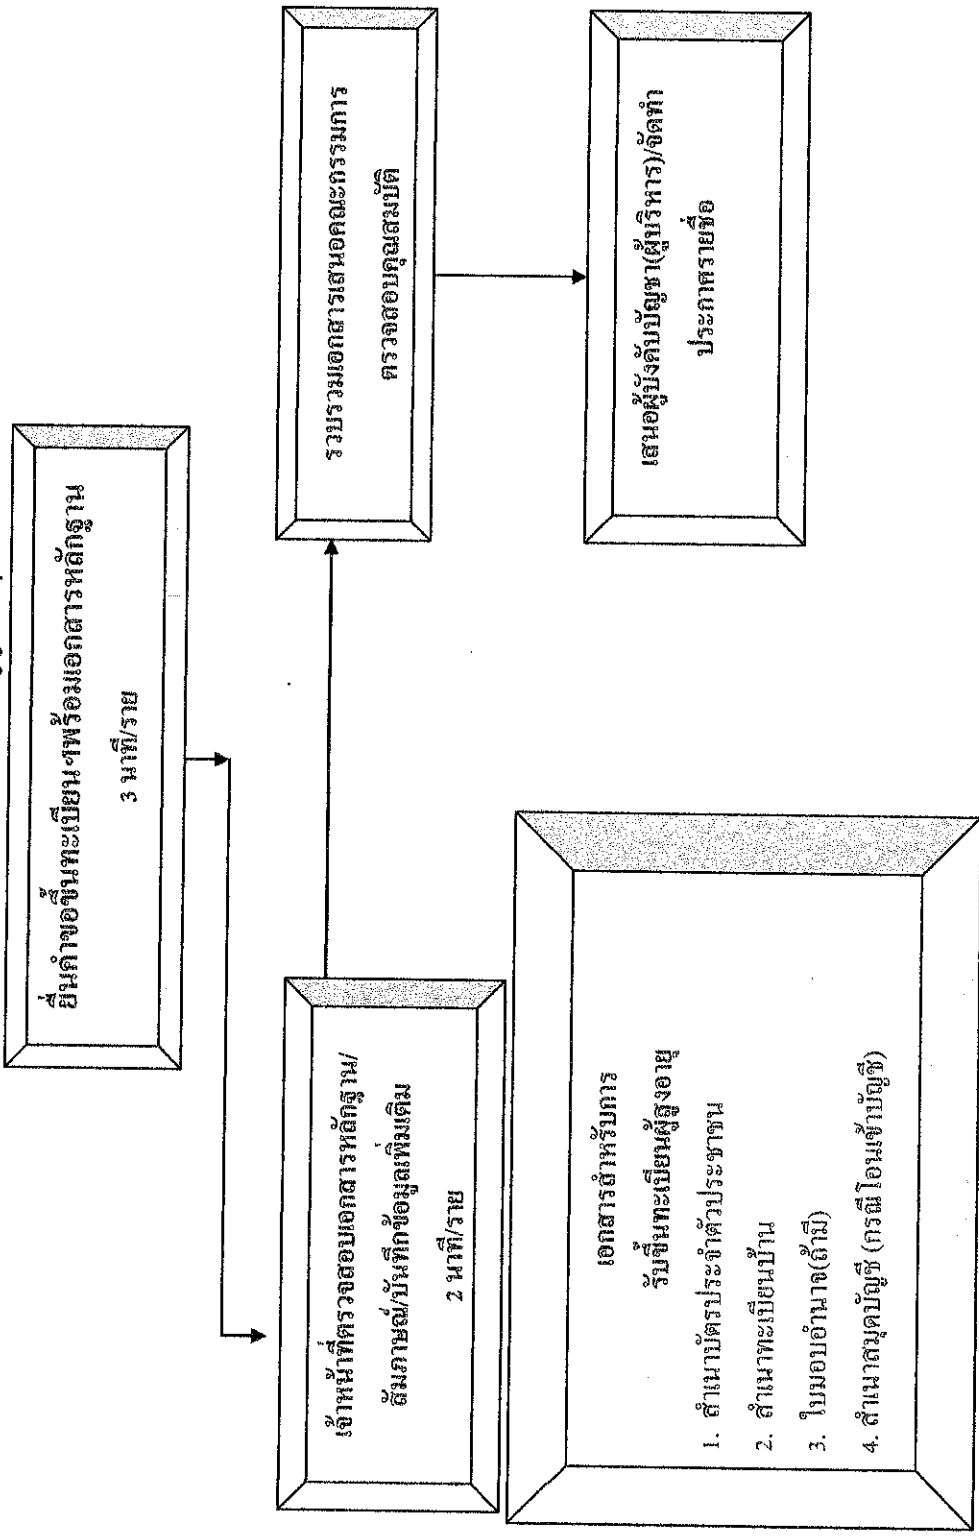 ยื่นคำขอขึ้นทะเบียนฯพร้อมเอกสารหลักฐาน
3 นาที/ราย
เจ้าหน้าที่ตรวจสอบเอกสารหลักฐาน/
สัมภาษณ์/บันทึกข้อมูลเพิ่มเติม
2 นาที/ราย
รวบรวมเอกสารเสนอคณะกรรมการ
ตรวจสอบคุณสมบัติ
เสนอผู้บังคับบัญชา(ผู้บริหาร)/จัดทำ
ประกาศรายชื่อ
เอกสารสำหรับการ
รับขึ้นทะเบียนผู้สูงอายุ
1. สำเนาบัตรประจำตัวประชาชน
2. สำเนาทะเบียนบ้าน
3. ใบมอบอำนาจ(ถ้ามี)
4. สำเนาสมุดบัญชี (กรณีโอนเข้าบัญชี)